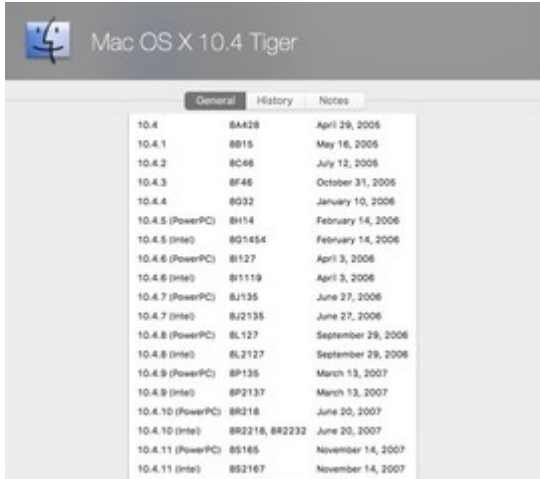 Mac OS X 10.4 Tiger
General History Notes
10.4 8A428 April 29, 2005
10.4.1 8B15 May 16, 2005
10.4.2 8C46 July 12, 2005
10.4.3 8F46 October 31, 2005
10.4.4 8G32 January 10, 2006
10.4.5 (PowerPC) 8H14 February 14, 2006
10.4.5 (Intel) 8G1454 February 14, 2006
10.4.6 (PowerPC) 8I127 April 3, 2006
10.4.6 (Intel) 8I1119 April 3, 2006
10.4.7 (PowerPC) 8J135 June 27, 2006
10.4.7 (Intel) 8J2135 June 27, 2006
10.4.8 (PowerPC) 8L127 September 29, 2006
10.4.8 (Intel) 8L2127 September 29, 2006
10.4.9 (PowerPC) 8P135 March 13, 2007
10.4.9 (Intel) 8P2137 March 13, 2007
10.4.10 (PowerPC) 8R218 June 20, 2007
10.4.10 (Intel) 8R2218, 8R2232 June 20, 2007
10.4.11 (PowerPC) 8S165 November 14, 2007
10.4.11 (Intel) 8S2167 November 14, 2007